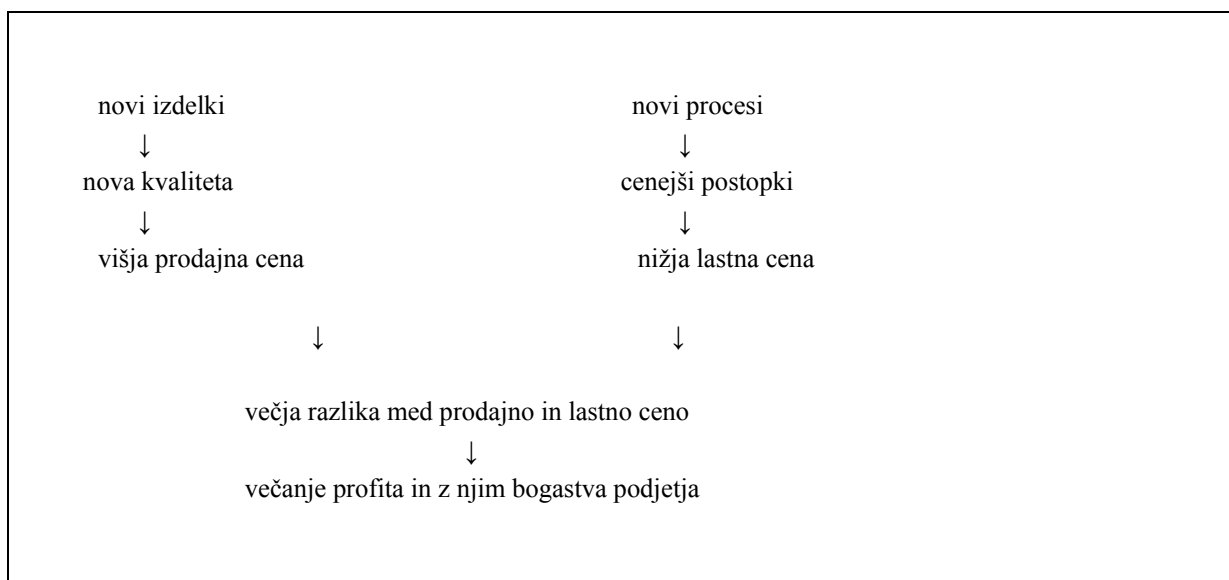 novi izdelki novi procesi
↓ ↓
nova kvaliteta cenejši postopki
↓ ↓
višja prodajna cena nižja lastna cena
↓ ↓
večja razlika med prodajno in lastno ceno
↓
večanje profita in z njim bogastva podjetja